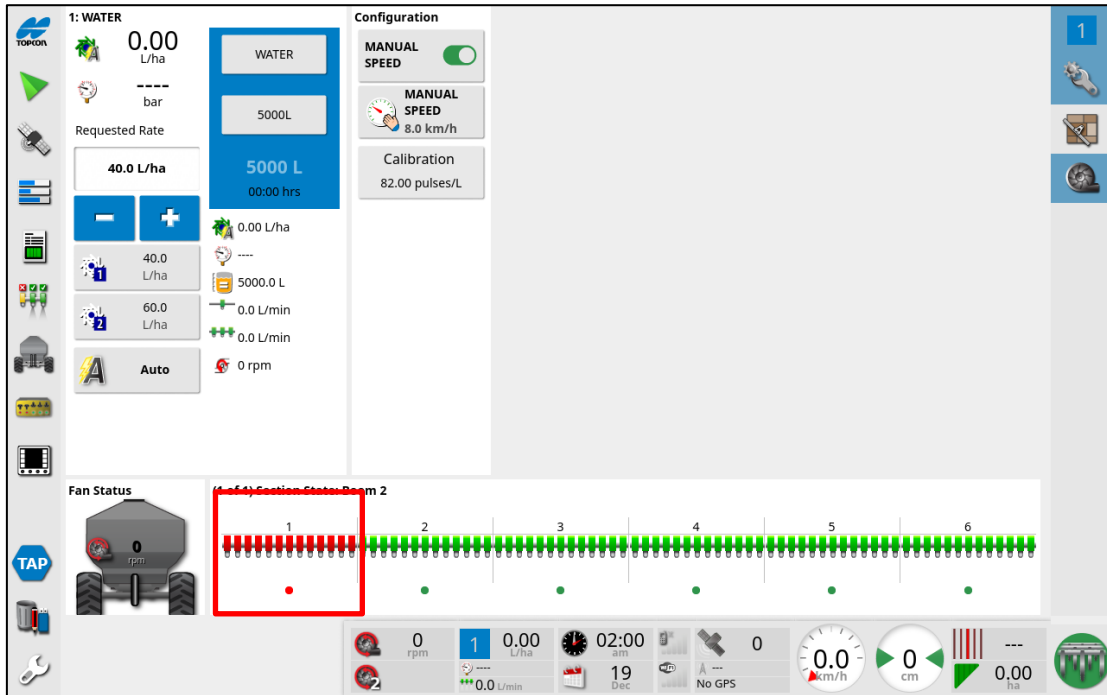 TOPCON
1: WATER
0.00
L/ha
----
bar
Requested Rate
40.0 L/ha
1
40.0
L/ha
2
60.0
L/ha
A
Auto
WATER
5000L
5000 L
00:00 hrs
0.00 L/ha
----
5000.0 L
0.0 L/min
0.0 L/min
0 rpm
Configuration
MANUAL
SPEED
MANUAL
SPEED
8.0 km/h
Calibration
82.00 pulses/L
1
TAP
Fan Status
0
rpm
(1 of 1) Section State: Boom 2
1 2 3 4 5 6
0
rpm
2
1
0.00
L/ha
----
0.0 L/min
02:00
am
19
Dec
0
A ---
No GPS
0.0
km/h
0
cm
---
0.00
ha